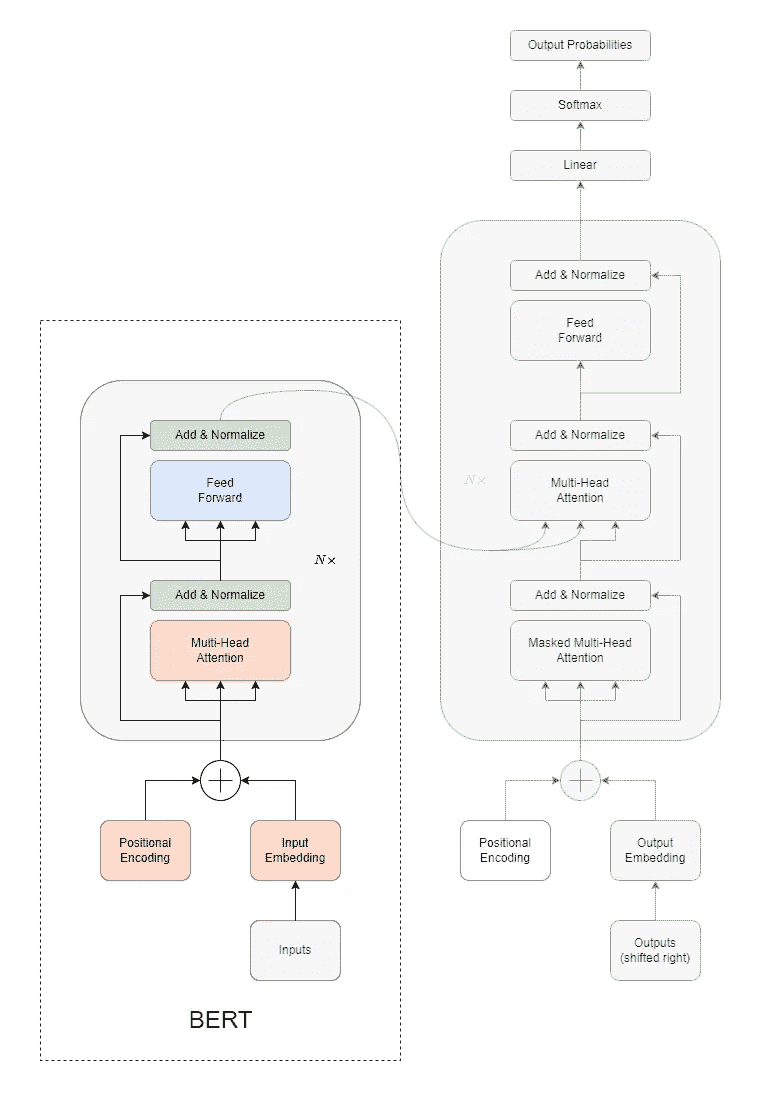 Output Probabilities
Softmax
Linear
Add & Normalize
Feed
Forward
Add & Normalize
Multi-Head
Attention
N×
Add & Normalize
Masked Multi-Head
Attention
Positional
Encoding
Output
Embedding
Outputs
(shifted right)
Add & Normalize
Feed
Forward
N×
Add & Normalize
Multi-Head
Attention
Positional
Encoding
Input
Embedding
Inputs
BERT